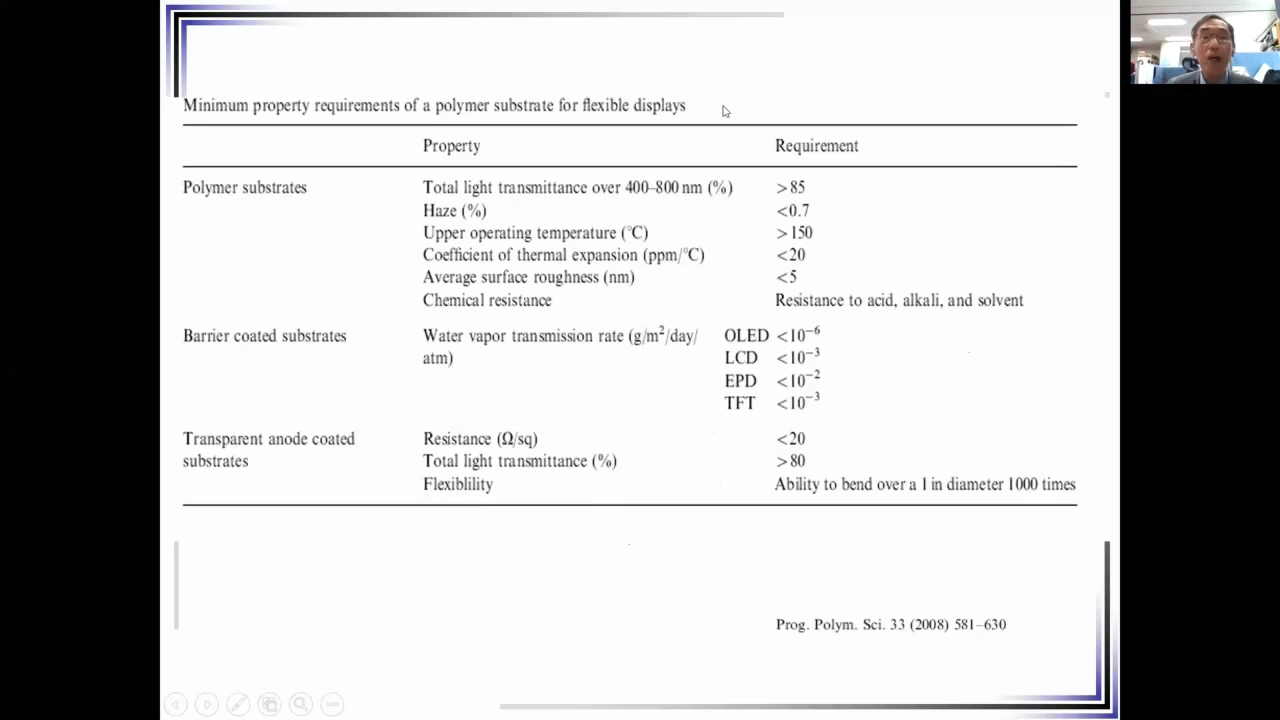 Minimum property requirements of a polymer substrate for flexible displays
Property Requirement
Polymer substrates Total light transmittance over 400–800 nm (%) >85
Haze (%) <0.7
Upper operating temperature (°C) >150
Coefficient of thermal expansion (ppm/°C) <20
Average surface roughness (nm) <5
Chemical resistance Resistance to acid, alkali, and solvent
Barrier coated substrates Water vapor transmission rate (g/m²/day/ OLED <10⁻⁶
atm) LCD <10⁻³
EPD <10⁻²
TFT <10⁻³
Transparent anode coated Resistance (Ω/sq) <20
substrates Total light transmittance (%) >80
Flexiblility Ability to bend over a 1 in diameter 1000 times
Prog. Polym. Sci. 33 (2008) 581–630